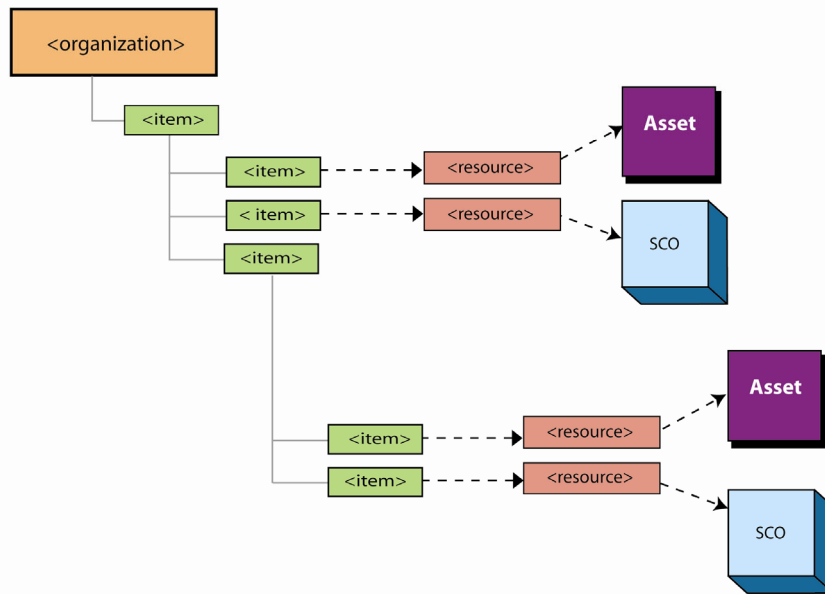 <organization>
<item>
<item>
<resource>
Asset
< item>
<resource>
SCO
<item>
<item>
<resource>
Asset
<item>
<resource>
SCO